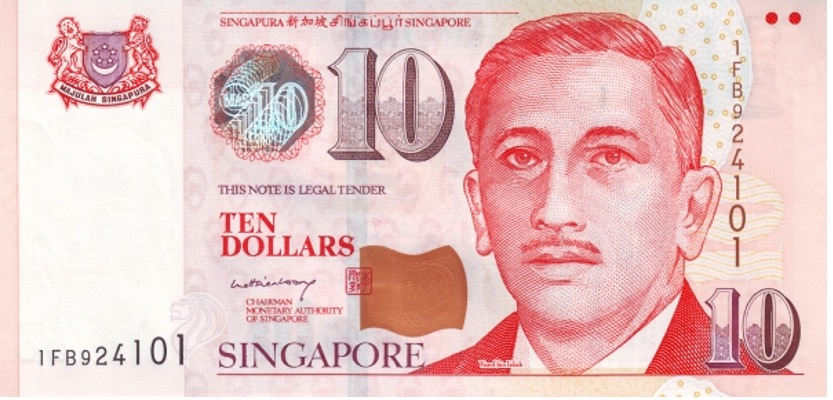 SINGAPURA 新加坡 சிங்கப்பூர் SINGAPORE
MAJULAH SINGAPURA
10
10
THIS NOTE IS LEGAL TENDER
TEN
DOLLARS
CHAIRMAN
MONETARY AUTHORITY
OF SINGAPORE
1FB924101
SINGAPORE
1FB924101
10